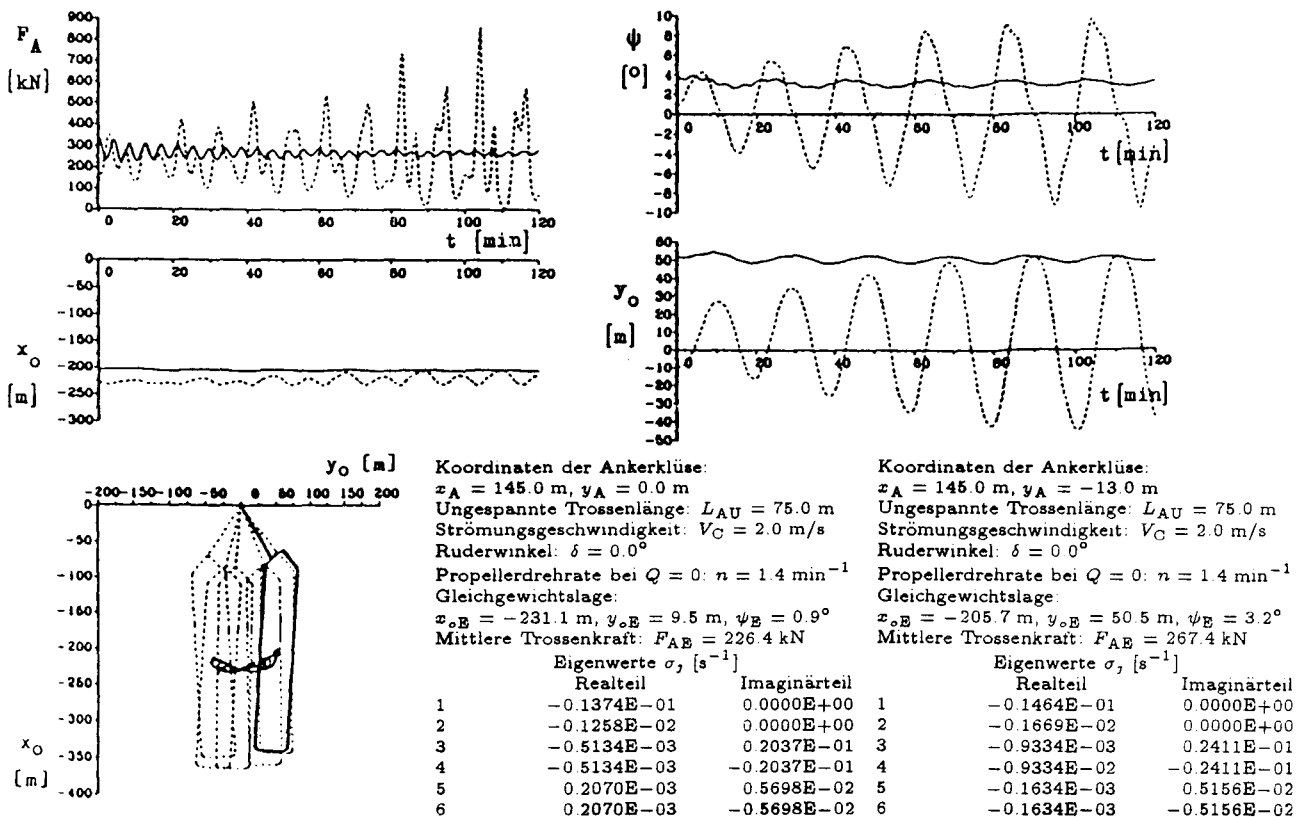 F_A
[kN]
900
800
700
600
500
400
300
200
100
0
0 20 40 60 80 100 120
t [min]
ψ
[°]
10
8
6
4
2
0
-2
-4
-6
-8
-10
0 20 40 60 80 100 120
t [min]
x_o
[m]
0
-50
-100
-150
-200
-250
-300
0 20 40 60 80 100 120
y_o
[m]
60
50
40
30
20
10
0
-10
-20
-30
-40
-50
0 20 40 60 80 100 120
t [min]
y_o [m]
-200 -150 -100 -50 0 50 100 150 200
x_o
[m]
0
-50
-100
-150
-200
-250
-300
-350
-400
Koordinaten der Ankerklüse:
x_A = 145.0 m, y_A = 0.0 m
Ungespannte Trossenlänge: L_AU = 75.0 m
Strömungsgeschwindigkeit: V_C = 2.0 m/s
Ruderwinkel: δ = 0.0°
Propellerdrehrate bei Q = 0: n = 1.4 min⁻¹
Gleichgewichtslage:
x_oE = -231.1 m, y_oE = 9.5 m, ψ_E = 0.9°
Mittlere Trossenkraft: F_AE = 226.4 kN
Eigenwerte σ_J [s⁻¹]
Realteil Imaginärteil
1 -0.1374E-01 0.0000E+00
2 -0.1258E-02 0.0000E+00
3 -0.5134E-03 0.2037E-01
4 -0.5134E-03 -0.2037E-01
5 0.2070E-03 0.5698E-02
6 0.2070E-03 -0.5698E-02
Koordinaten der Ankerklüse:
x_A = 145.0 m, y_A = -13.0 m
Ungespannte Trossenlänge: L_AU = 75.0 m
Strömungsgeschwindigkeit: V_C = 2.0 m/s
Ruderwinkel: δ = 0.0°
Propellerdrehrate bei Q = 0: n = 1.4 min⁻¹
Gleichgewichtslage:
x_oE = -205.7 m, y_oE = 50.5 m, ψ_E = 3.2°
Mittlere Trossenkraft: F_AE = 267.4 kN
Eigenwerte σ_J [s⁻¹]
Realteil Imaginärteil
1 -0.1464E-01 0.0000E+00
2 -0.1669E-02 0.0000E+00
3 -0.9334E-03 0.2411E-01
4 -0.9334E-02 -0.2411E-01
5 -0.1634E-03 0.5156E-02
6 -0.1634E-03 -0.5156E-02